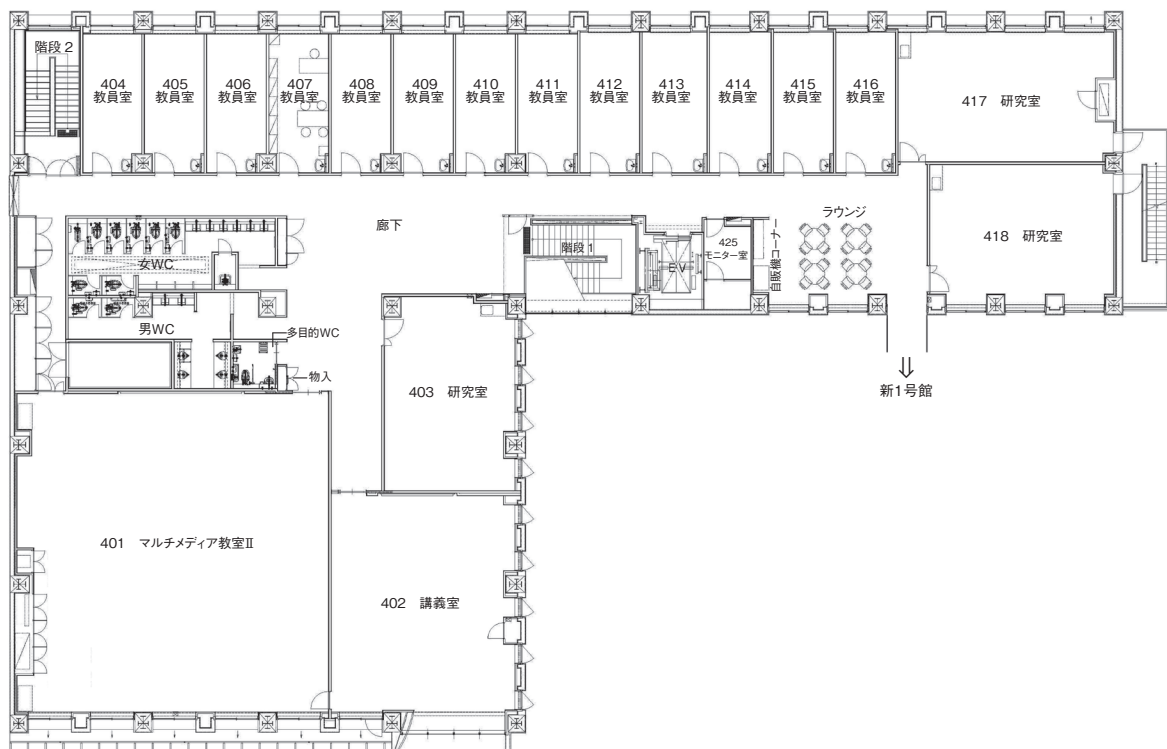 階段 2
404
教員室
405
教員室
406
教員室
407
教員室
408
教員室
409
教員室
410
教員室
411
教員室
412
教員室
413
教員室
414
教員室
415
教員室
416
教員室
417 研究室
418 研究室
ラウンジ
廊下
階段 1
EV
425
モニター室
自販機コーナー
女WC
男WC
多目的WC
物入
403 研究室
新1号館
401 マルチメディア教室II
402 講義室